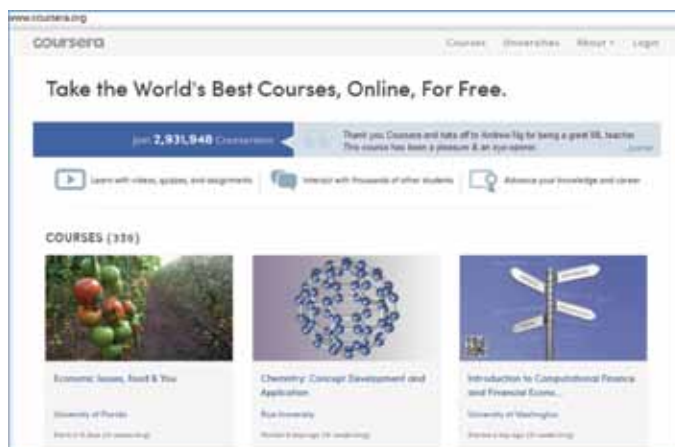 www.coursera.org
coursera
Courses Universities About Login
Take the World's Best Courses, Online, For Free.
Join 2,931,948 Courserians
Thank you Coursera and hats off to Andrew Ng for being a great ML teacher.
This course has been a pleasure & an eye-opener.
Learn with videos, quizzes, and assignments
Interact with thousands of other students
Advance your knowledge and career
COURSES (336)
Economic Issues, Food & You
University of Florida
Chemistry: Concept Development and
Application
Rice University
Introduction to Computational Finance
and Financial Econo...
University of Washington